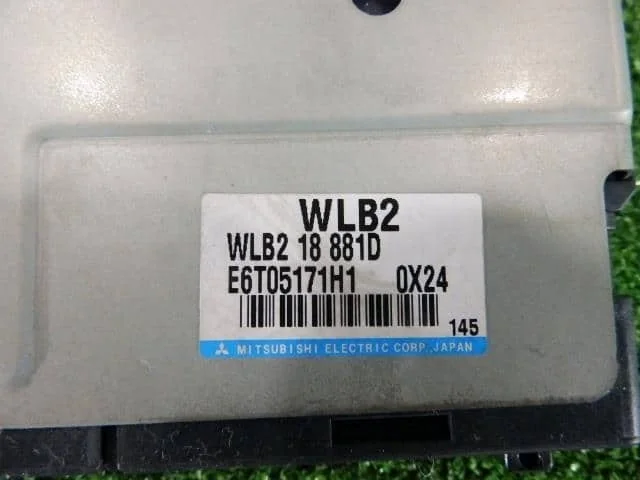 WLB2
WLB2 18 881D
E6T05171H1 0X24
145
MITSUBISHI ELECTRIC CORP., JAPAN